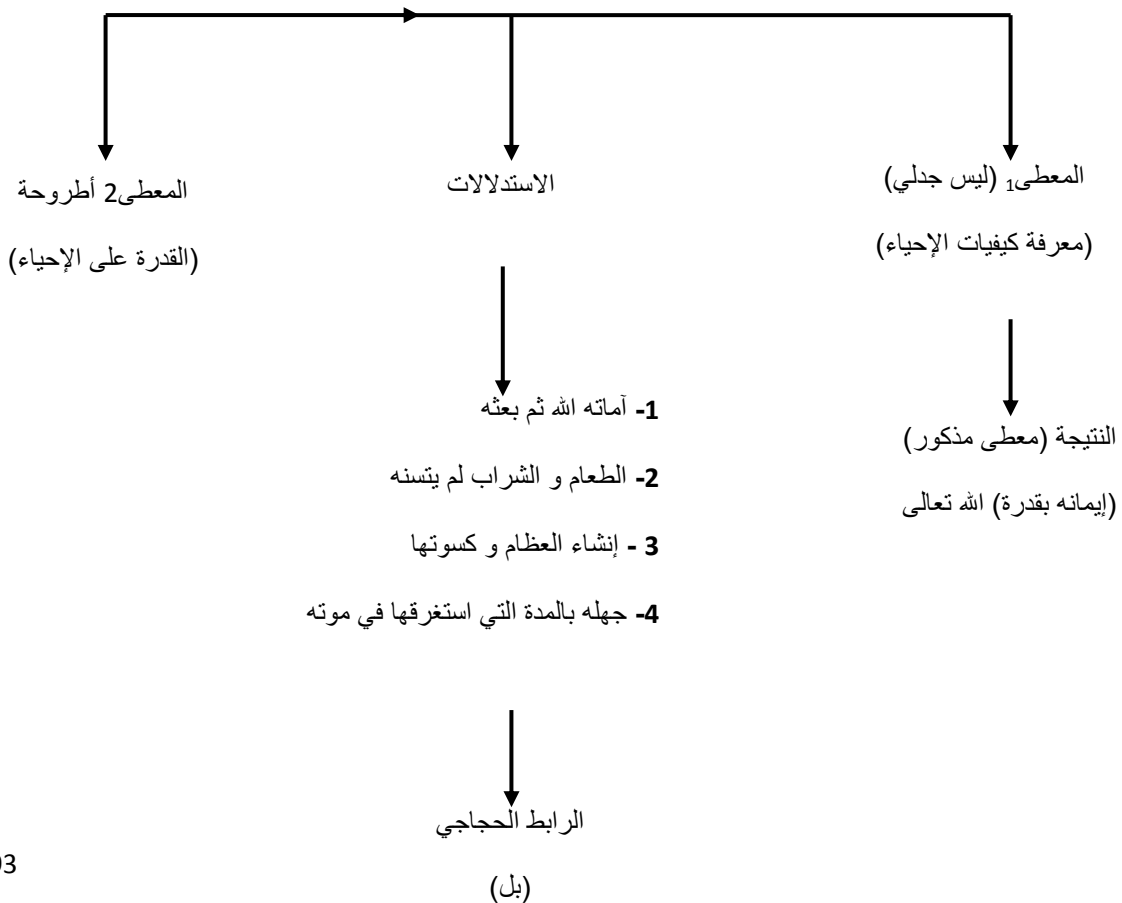 المعطى1 (ليس جدلي)
(معرفة كيفيات الإحياء)
النتيجة (معطى مذكور)
(إيمانه بقدرة) الله تعالى
الاستدلالات
1- آماته الله ثم بعثه
2- الطعام و الشراب لم يتسنه
3 - إنشاء العظام و كسوتها
4- جهله بالمدة التي استغرقها في موته
الرابط الحجاجي
(بل)
المعطى2 أطروحة
(القدرة على الإحياء)
93